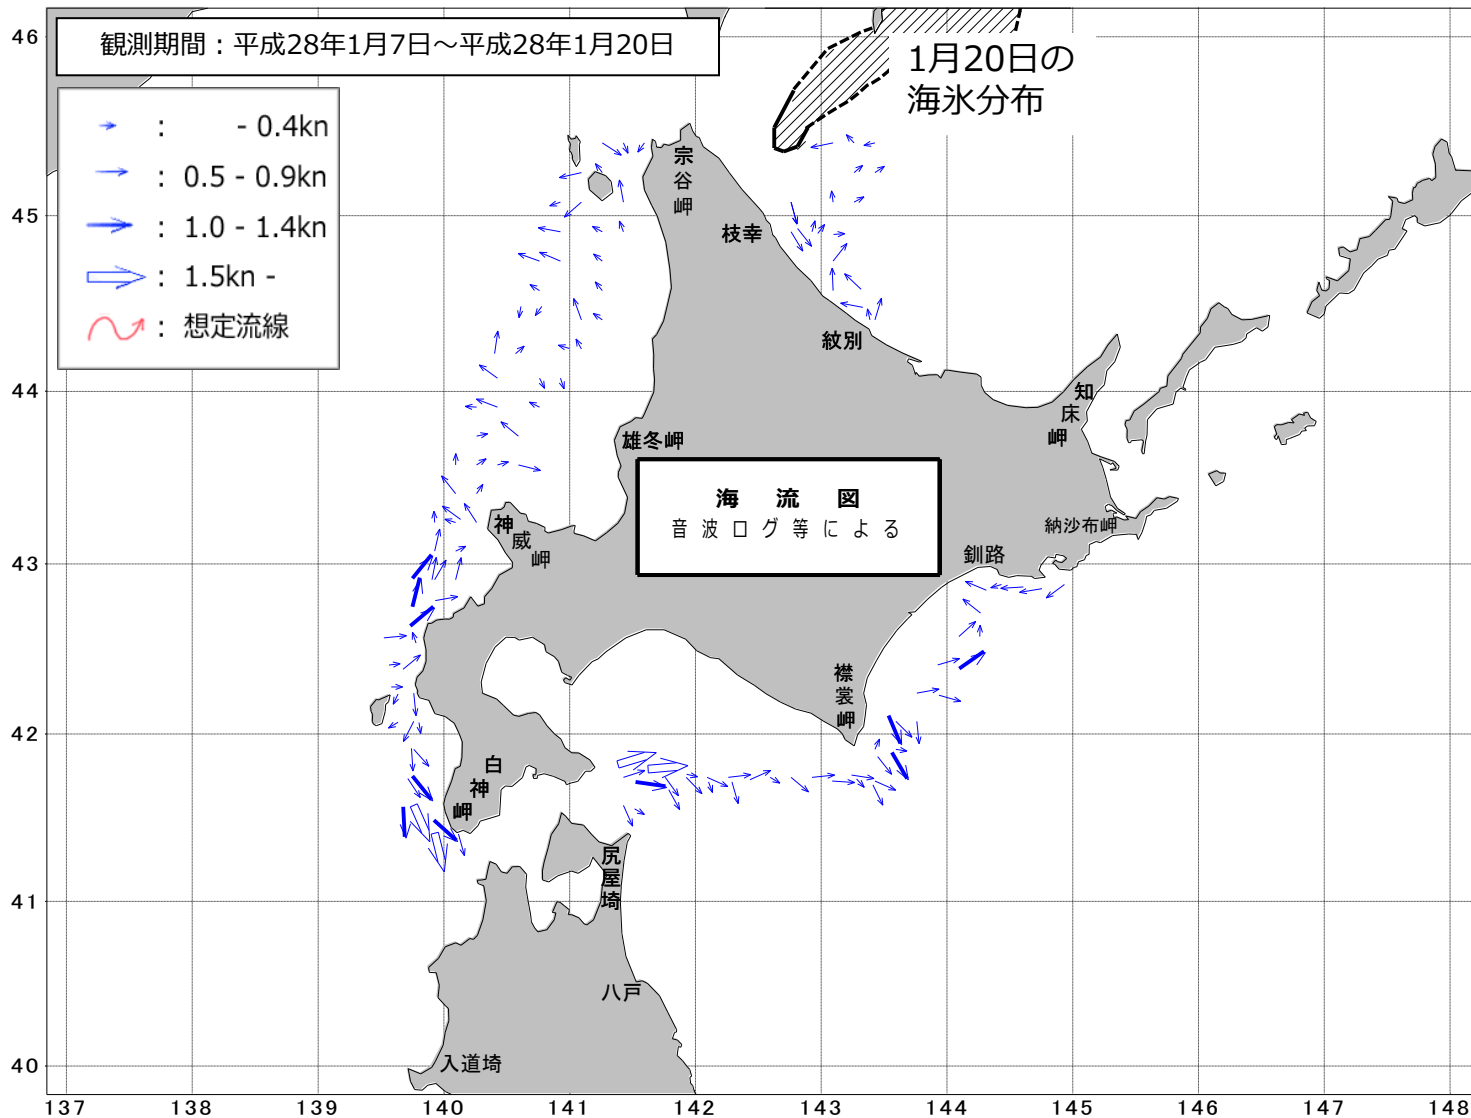 観測期間：平成28年1月7日～平成28年1月20日
1月20日の
海氷分布
： - 0.4kn
： 0.5 - 0.9kn
： 1.0 - 1.4kn
： 1.5kn -
： 想定流線
宗谷岬
枝幸
紋別
知床岬
雄冬岬
海流図
音波ログ等による
神威岬
納沙布岬
釧路
襟裳岬
白神岬
尻屋埼
八戸
入道埼
46
45
44
43
42
41
40
137 138 139 140 141 142 143 144 145 146 147 148